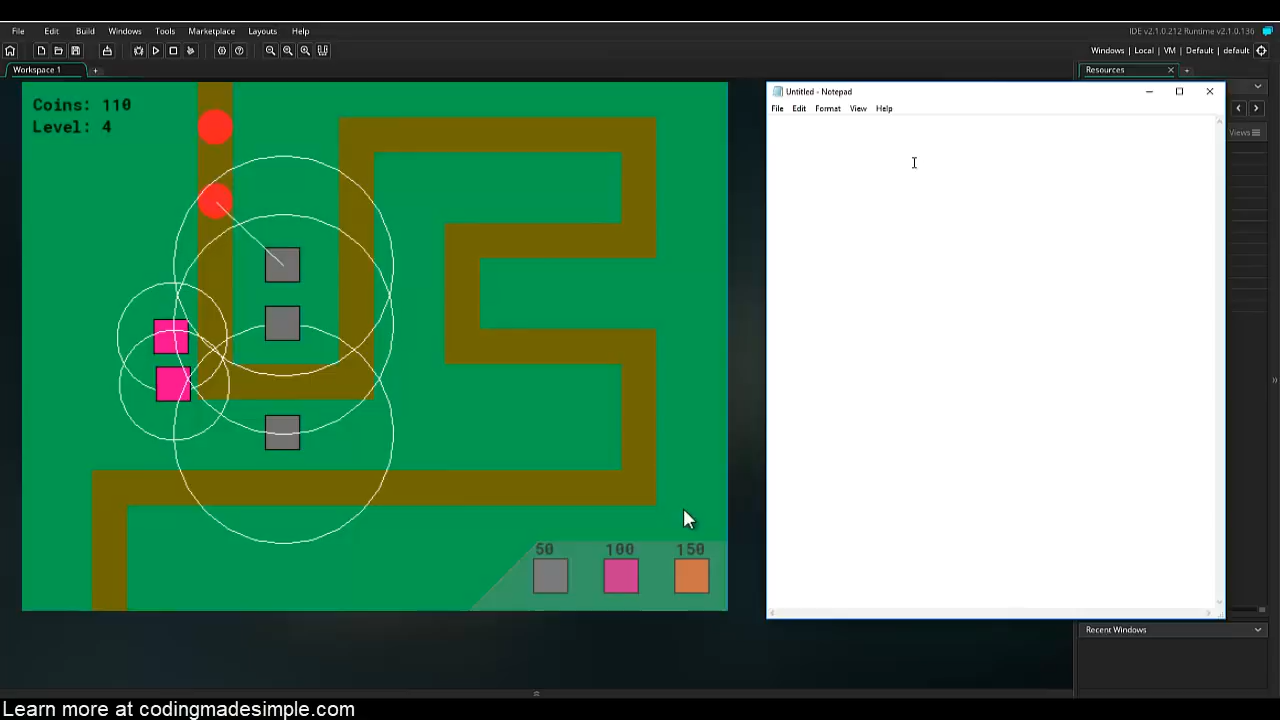 File Edit Build Windows Tools Marketplace Layouts Help
IDE v2.1.0.212 Runtime v2.1.0.136
Windows | Local | VM | Default | default
Workspace 1
+
Resources
+
Views
Coins: 110
Level: 4
50 100 150
Untitled - Notepad
File Edit Format View Help
Recent Windows
Learn more at codingmadesimple.com